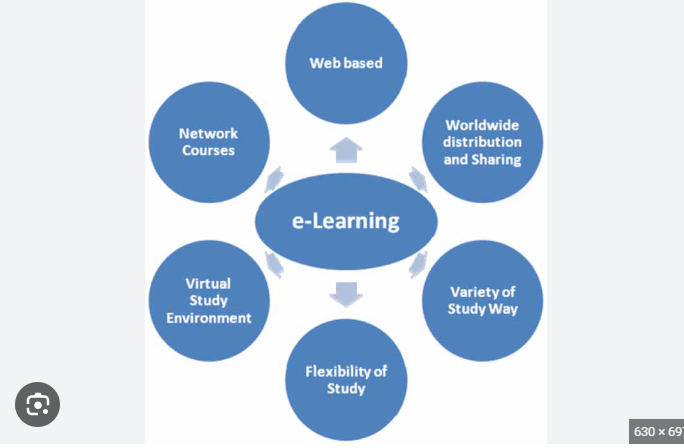 Web based
Network
Courses
Worldwide
distribution
and Sharing
e-Learning
Virtual
Study
Environment
Variety of
Study Way
Flexibility of
Study